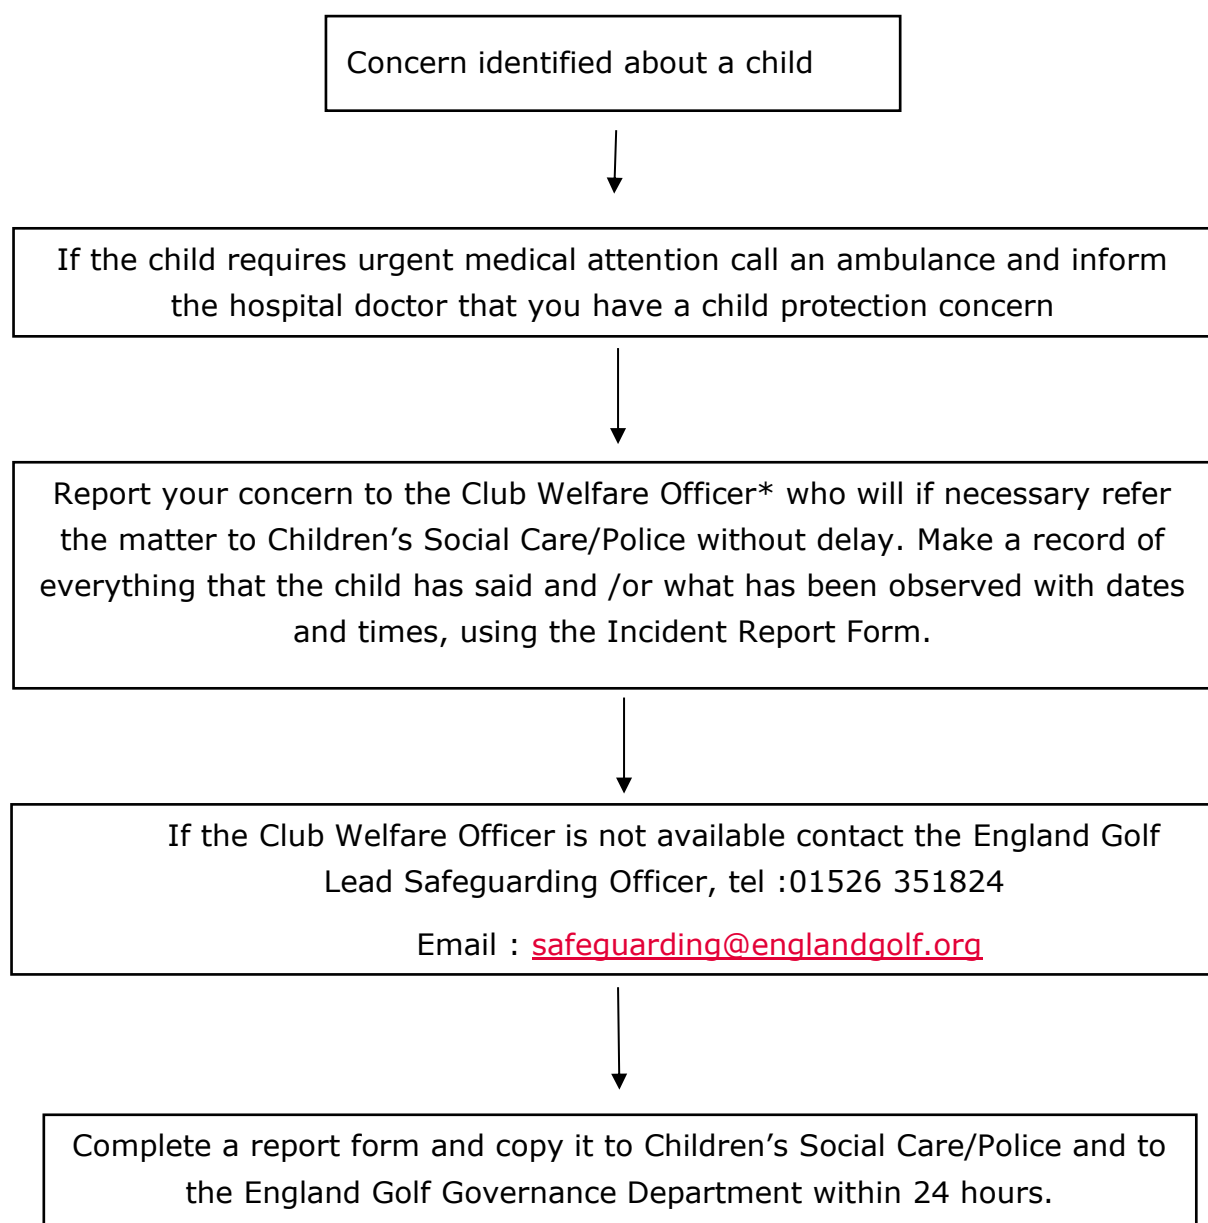 Concern identified about a child
If the child requires urgent medical attention call an ambulance and inform
the hospital doctor that you have a child protection concern
Report your concern to the Club Welfare Officer* who will if necessary refer
the matter to Children’s Social Care/Police without delay. Make a record of
everything that the child has said and /or what has been observed with dates
and times, using the Incident Report Form.
If the Club Welfare Officer is not available contact the England Golf
Lead Safeguarding Officer, tel :01526 351824
Email : safeguarding@englandgolf.org
Complete a report form and copy it to Children’s Social Care/Police and to
the England Golf Governance Department within 24 hours.